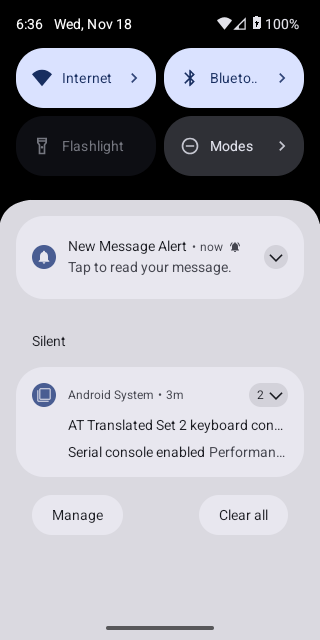 6:36 Wed, Nov 18 100%
Internet Blueto..
Flashlight Modes
New Message Alert • now
Tap to read your message.
Silent
Android System • 3m 2
AT Translated Set 2 keyboard con...
Serial console enabled Performan...
Manage Clear all